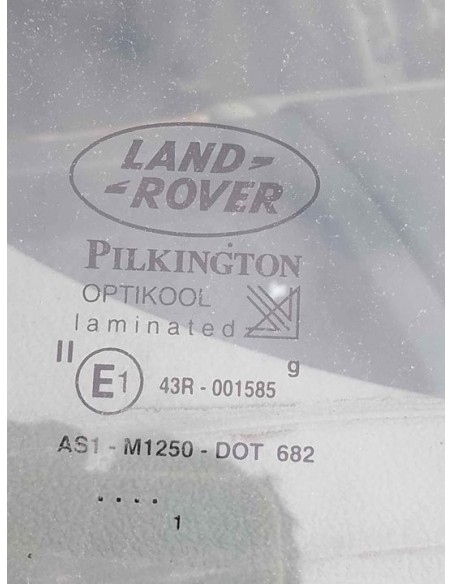 LAND
ROVER
PILKINGTON
OPTIKOOL
laminated
II
g
E1 43R - 001585
AS1 - M1250 - DOT 682
....
1